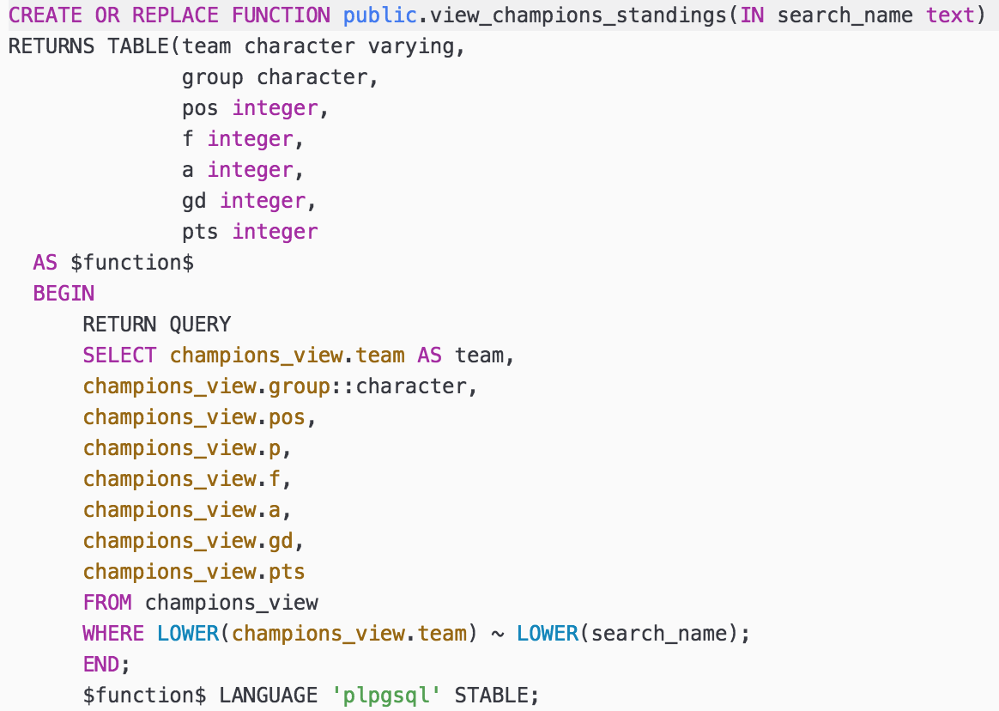 CREATE OR REPLACE FUNCTION public.view_champions_standings(IN search_name text)
RETURNS TABLE(team character varying,
              group character,
              pos integer,
              f integer,
              a integer,
              gd integer,
              pts integer
  AS $function$
  BEGIN
      RETURN QUERY
      SELECT champions_view.team AS team,
      champions_view.group::character,
      champions_view.pos,
      champions_view.p,
      champions_view.f,
      champions_view.a,
      champions_view.gd,
      champions_view.pts
      FROM champions_view
      WHERE LOWER(champions_view.team) ~ LOWER(search_name);
      END;
      $function$ LANGUAGE 'plpgsql' STABLE;